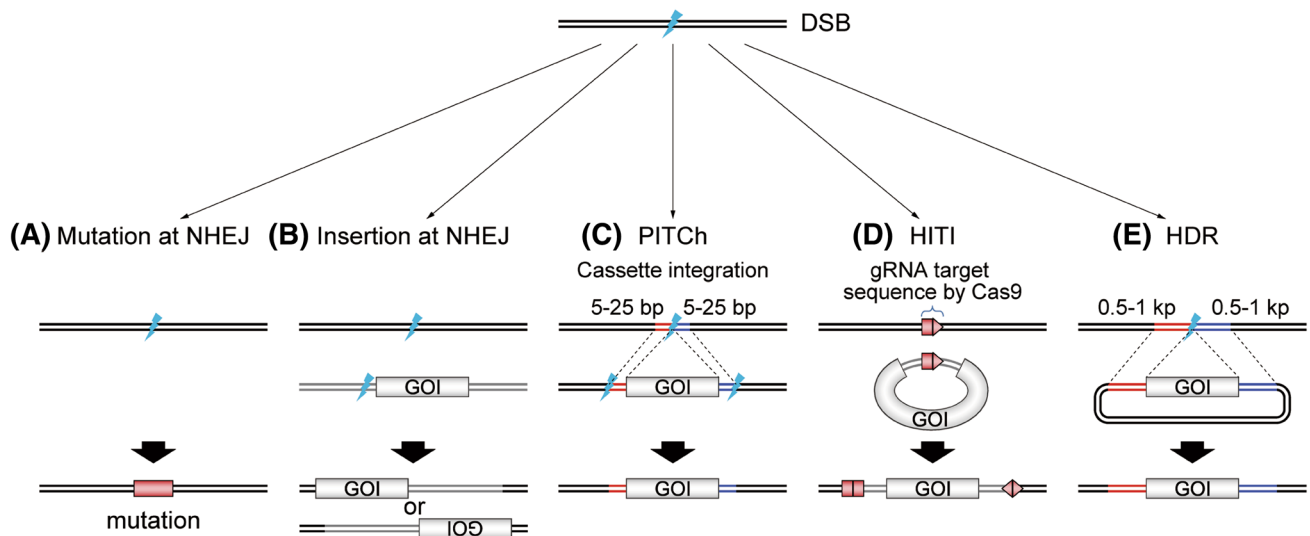 DSB
(A) Mutation at NHEJ
(B) Insertion at NHEJ
(C) PITCh
(D) HITI
(E) HDR
Cassette integration
gRNA target
sequence by Cas9
5-25 bp 5-25 bp
0.5-1 kp 0.5-1 kp
GOI
GOI
GOI
GOI
mutation
GOI
or
GOI
GOI
GOI
GOI